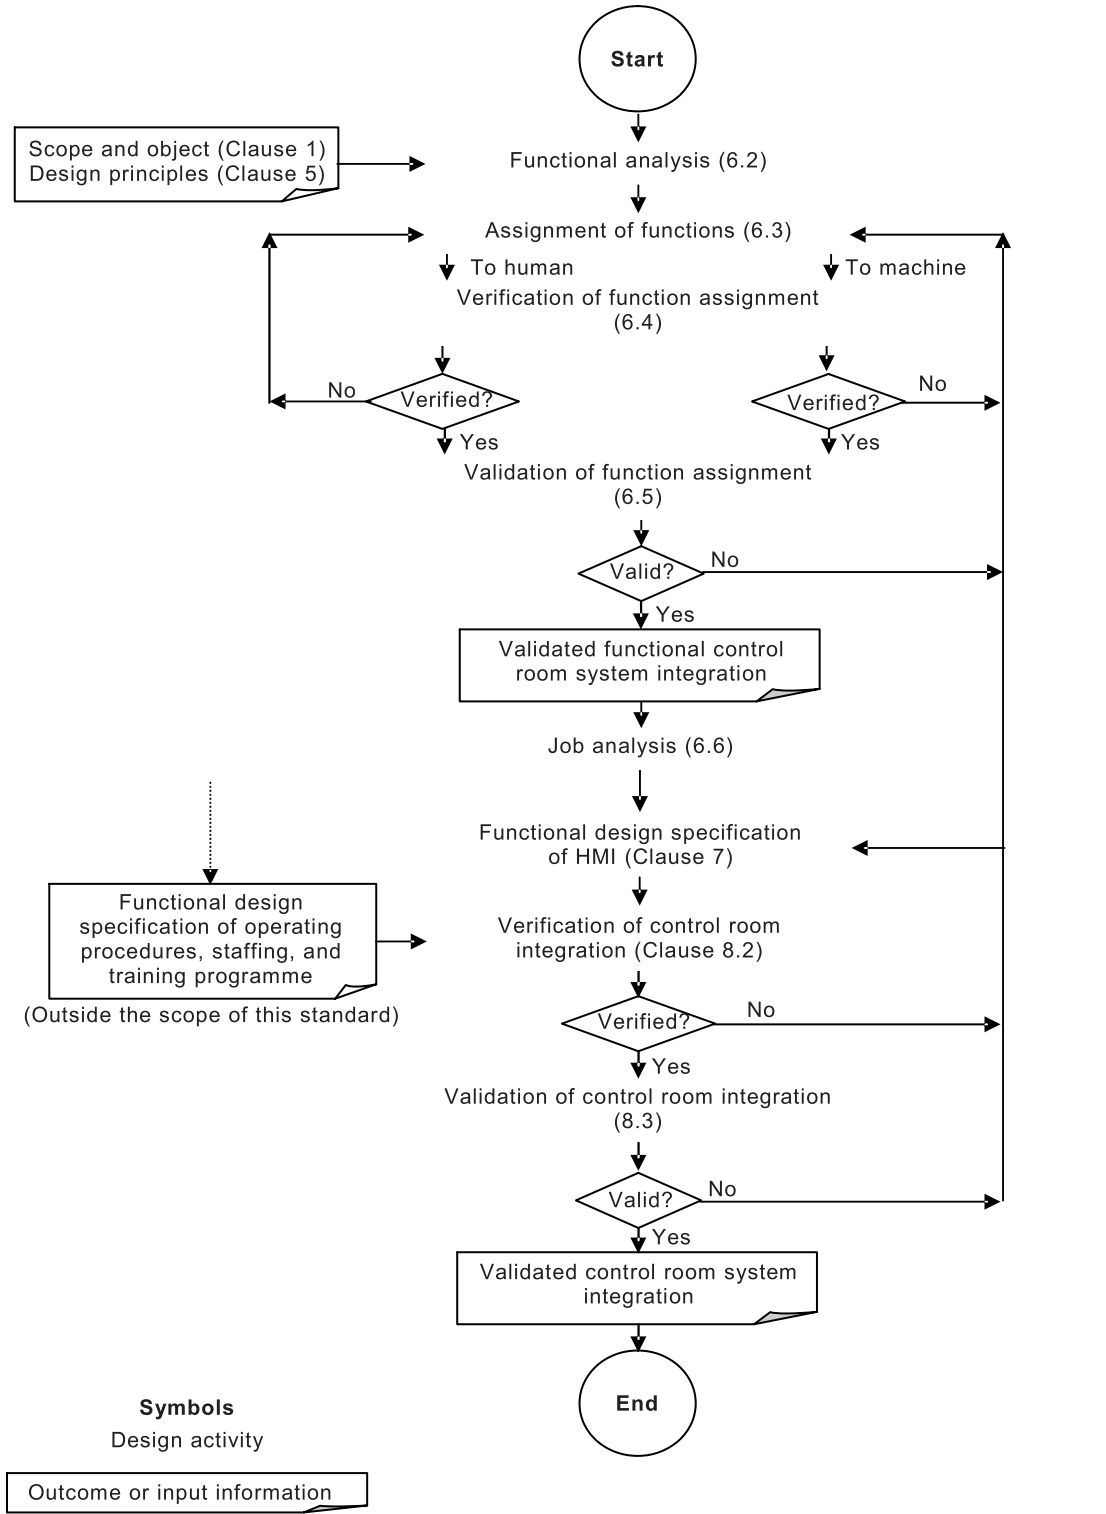 Start
Scope and object (Clause 1)
Design principles (Clause 5)
Functional analysis (6.2)
Assignment of functions (6.3)
To human
To machine
Verification of function assignment
(6.4)
No
Verified?
Verified?
No
Yes
Yes
Validation of function assignment
(6.5)
Valid?
No
Yes
Validated functional control
room system integration
Job analysis (6.6)
Functional design specification
of HMI (Clause 7)
Functional design
specification of operating
procedures, staffing, and
training programme
(Outside the scope of this standard)
Verification of control room
integration (Clause 8.2)
Verified?
No
Yes
Validation of control room integration
(8.3)
Valid?
No
Yes
Validated control room system
integration
End
Symbols
Design activity
Outcome or input information